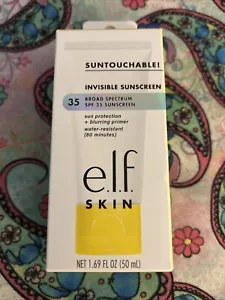 SUNTOUCHABLE!
INVISIBLE SUNSCREEN
35 BROAD SPECTRUM
SPF 35 SUNSCREEN
sun protection
+ blurring primer
water-resistant
(80 minutes)
e.l.f.
SKIN
NET 1.69 FL OZ (50 mL)